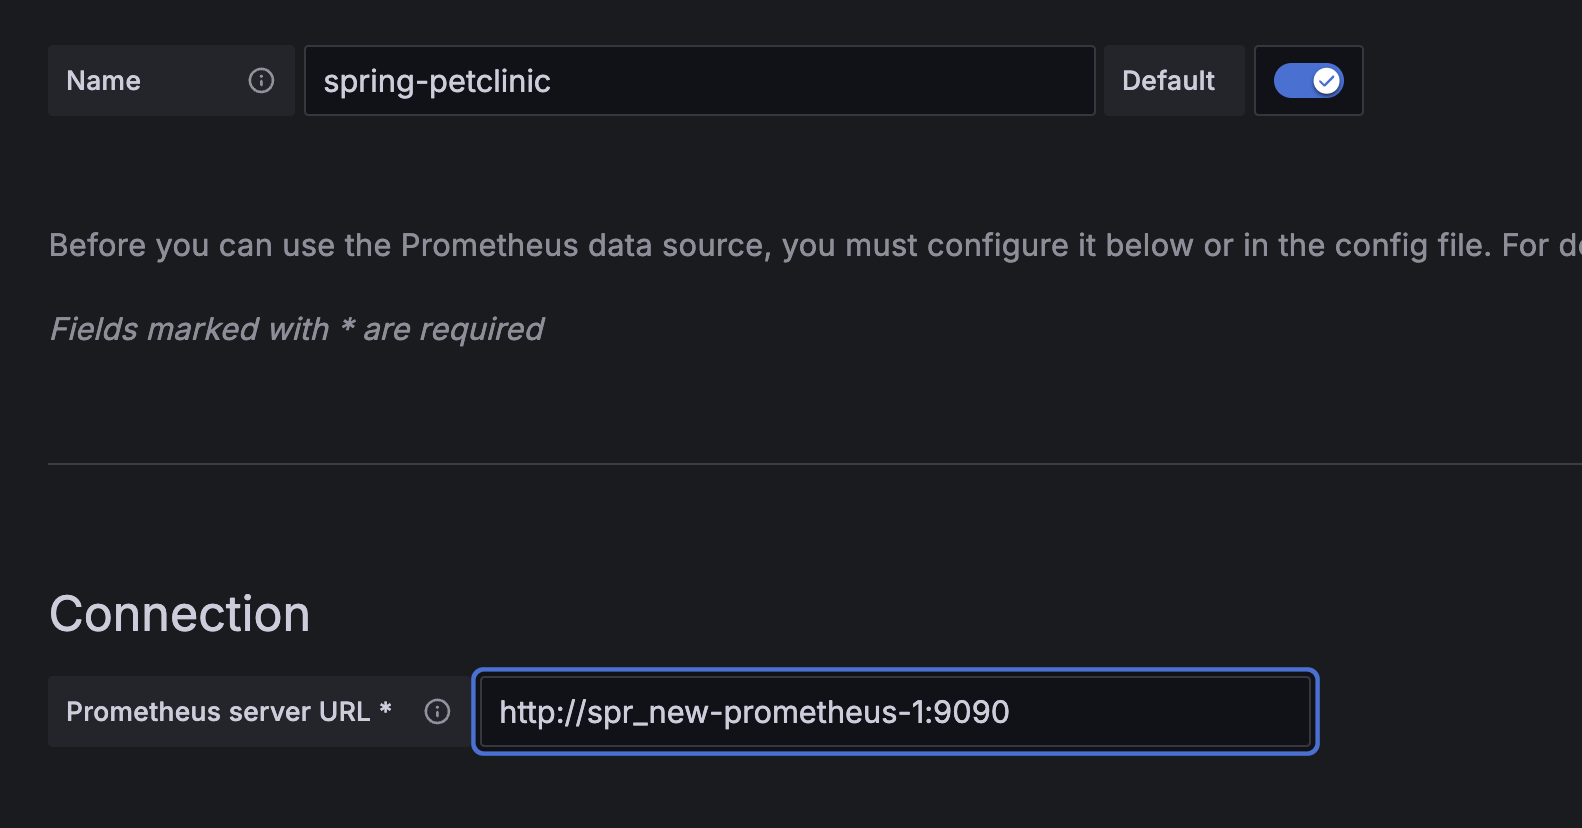 Name
spring-petclinic
Default
Before you can use the Prometheus data source, you must configure it below or in the config file. For
Fields marked with * are required
Connection
Prometheus server URL *
http://spr_new-prometheus-1:9090